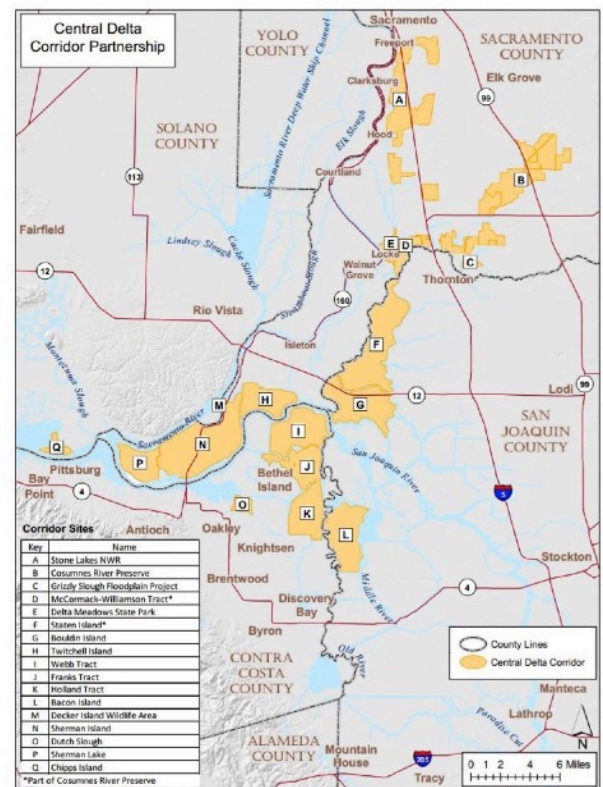 Central Delta
Corridor Partnership
YOLO
COUNTY
Sacramento
Freeport
SACRAMENTO
COUNTY
Elk Grove
99
Clarksburg
A
Sacramento River Deep Water Ship Channel
Elk Slough
Hood
SOLANO
COUNTY
B
Courtland
113
Fairfield
Lindsey Slough
Cache Slough
E
D
Locke
C
Walnut
Grove
Thornton
12
Steamboat Slough
160
Rio Vista
Isleton
F
Montezuma Slough
M
H
G
12
Lodi
99
Sacramento River
N
I
SAN
JOAQUIN
COUNTY
Q
P
Pittsburg
Bay
Point
4
San Joaquin River
Bethel
Island
J
5
O
K
L
Antioch
Oakley
Knightsen
Stockton
Brentwood
Middle River
Discovery
Bay
4
Byron
Old River
CONTRA
COSTA
COUNTY
Manteca
Lathrop
Paradise Cut
ALAMEDA
COUNTY
Mountain
House
205
Tracy
Corridor Sites
Key Name
A Stone Lakes NWR
B Cosumnes River Preserve
C Grizzly Slough Floodplain Project
D McCormack-Williamson Tract*
E Delta Meadows State Park
F Staten Island*
G Bouldin Island
H Twitchell Island
I Webb Tract
J Franks Tract
K Holland Tract
L Bacon Island
M Decker Island Wildlife Area
N Sherman Island
O Dutch Slough
P Sherman Lake
Q Chipps Island
*Part of Cosumnes River Preserve
County Lines
Central Delta Corridor
N
0 1 2 4 6 Miles